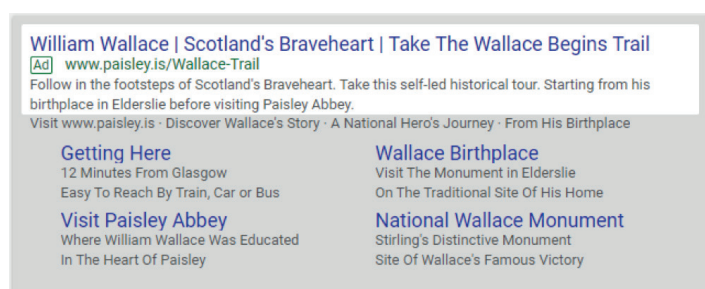 William Wallace | Scotland's Braveheart | Take The Wallace Begins Trail
Ad www.paisley.is/Wallace-Trail
Follow in the footsteps of Scotland's Braveheart. Take this self-led historical tour. Starting from his
birthplace in Elderslie before visiting Paisley Abbey.
Visit www.paisley.is · Discover Wallace's Story · A National Hero's Journey · From His Birthplace
Getting Here
12 Minutes From Glasgow
Easy To Reach By Train, Car or Bus
Wallace Birthplace
Visit The Monument in Elderslie
On The Traditional Site Of His Home
Visit Paisley Abbey
Where William Wallace Was Educated
In The Heart Of Paisley
National Wallace Monument
Stirling's Distinctive Monument
Site Of Wallace's Famous Victory